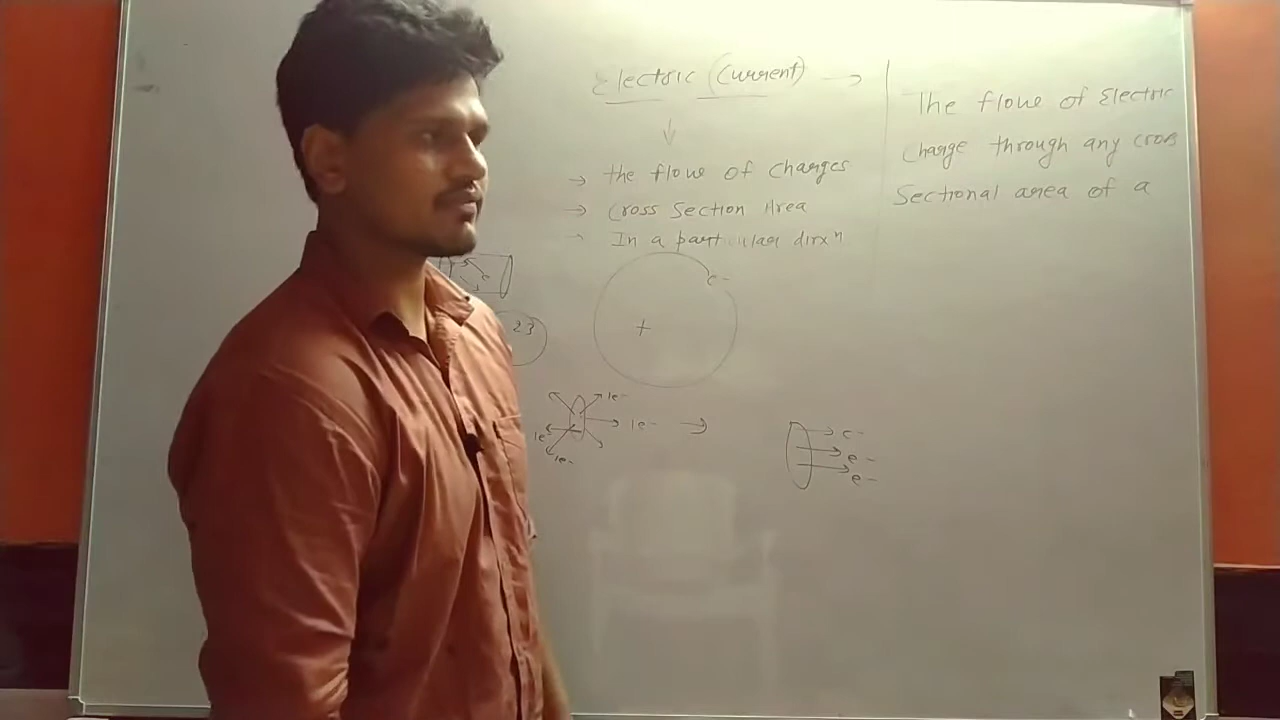 Electric (Current) →
→ the flow of charges
→ Cross Section Area
→ In a particular dirxⁿ
The flow of Electric
charge through any cross
Sectional area of a
e
23
e-
+
1e-
1e-
1e-
1e-
e-
e-
e-